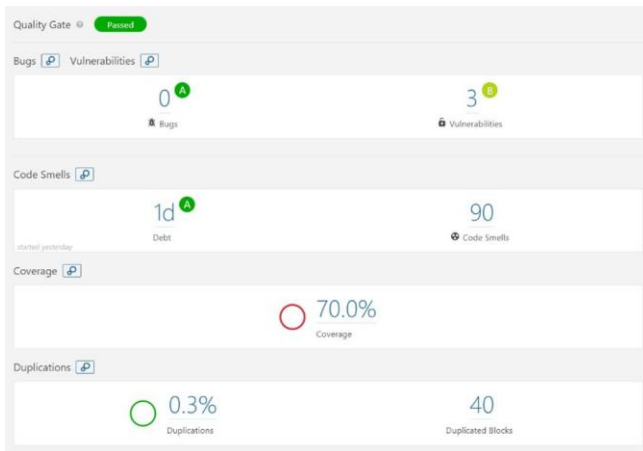 Quality Gate Passed
Bugs Vulnerabilities
0 A 3 B
Bugs Vulnerabilities
Code Smells
1d A 90
Debt Code Smells
started yesterday
Coverage
70.0%
Coverage
Duplications
0.3% 40
Duplications Duplicated Blocks